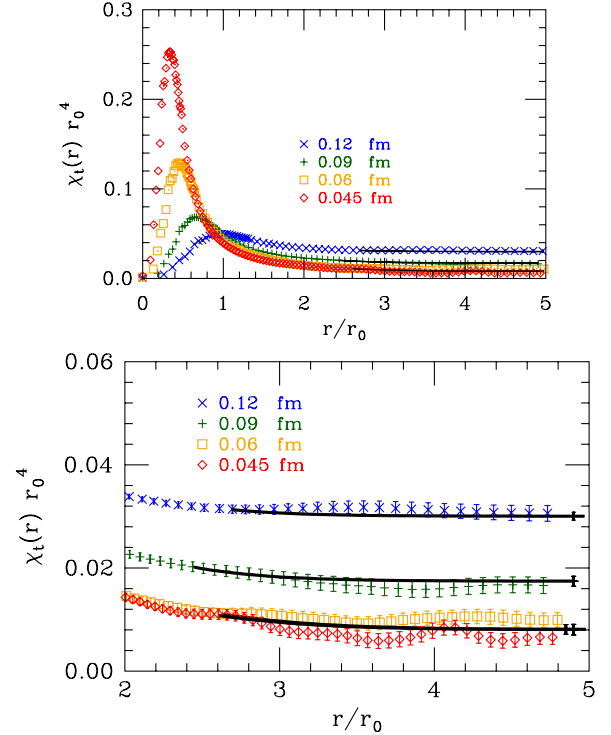 0.3
0.2
0.1
0.0
χt(r) r0^4
× 0.12 fm
+ 0.09 fm
□ 0.06 fm
◇ 0.045 fm
0 1 2 3 4 5
r/r0
0.06
0.04
0.02
0.00
χt(r) r0^4
× 0.12 fm
+ 0.09 fm
□ 0.06 fm
◇ 0.045 fm
2 3 4 5
r/r0